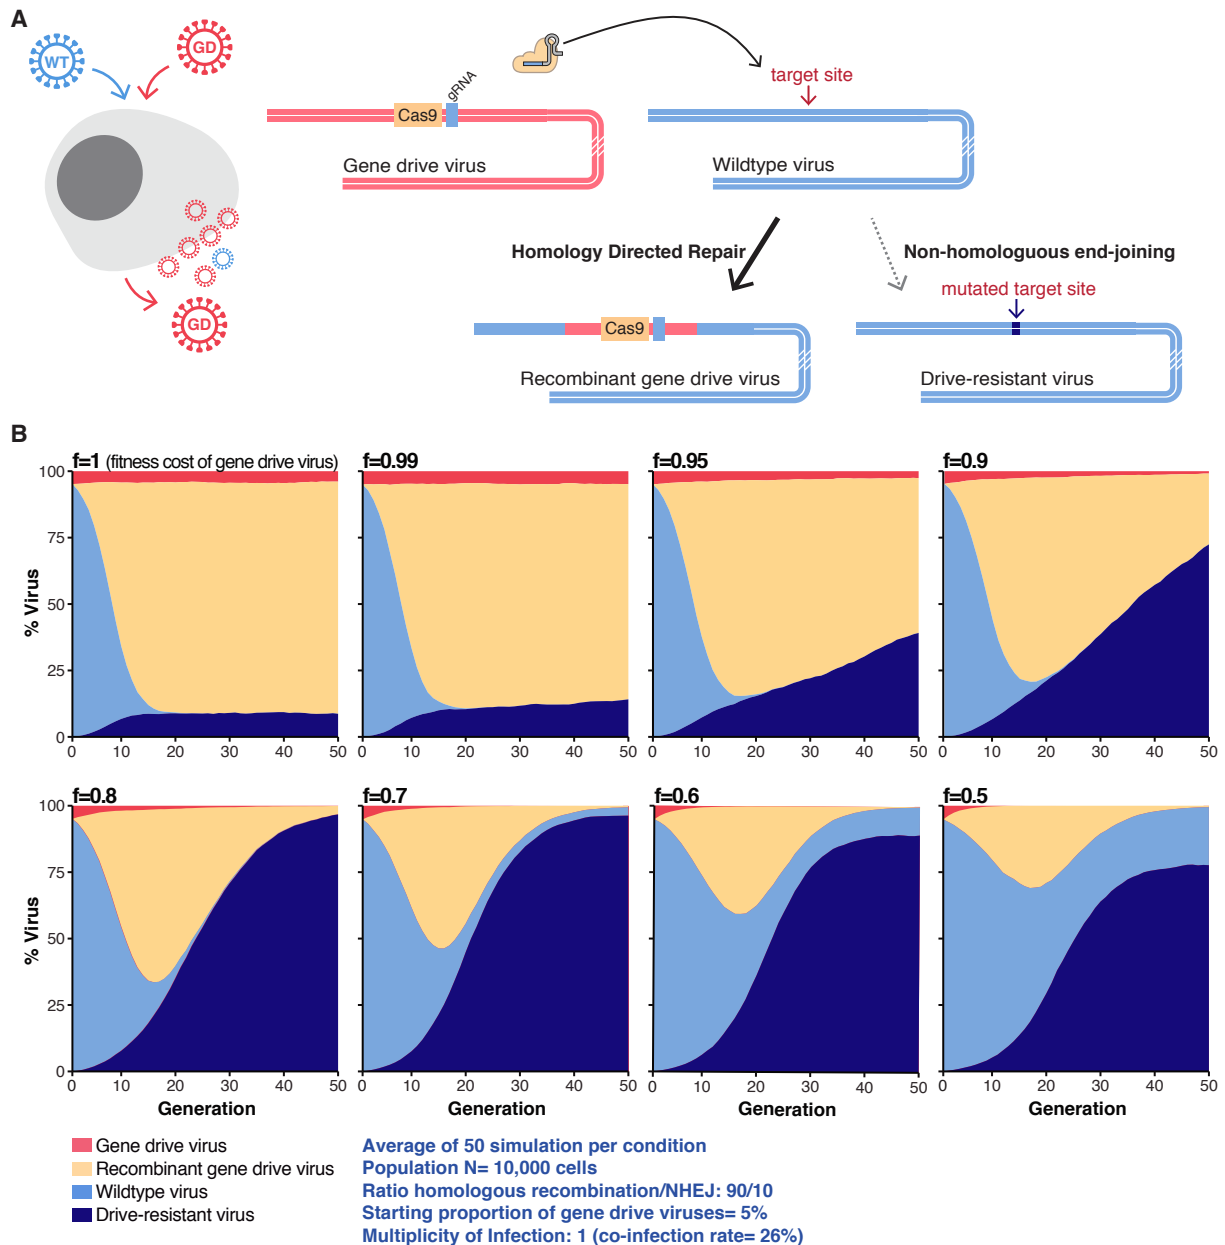 A
WT
GD
GD
gRNA
Cas9
Gene drive virus
target site
Wildtype virus
Homology Directed Repair
Non-homologuous end-joining
mutated target site
Cas9
Recombinant gene drive virus
Drive-resistant virus
B
f=1 (fitness cost of gene drive virus)
f=0.99
f=0.95
f=0.9
% Virus
100
75
50
25
0
0 10 20 30 40 50
0 10 20 30 40 50
0 10 20 30 40 50
0 10 20 30 40 50
f=0.8
f=0.7
f=0.6
f=0.5
% Virus
100
75
50
25
0
0 10 20 30 40 50
0 10 20 30 40 50
0 10 20 30 40 50
0 10 20 30 40 50
Generation
Generation
Generation
Generation
Gene drive virus
Recombinant gene drive virus
Wildtype virus
Drive-resistant virus
Average of 50 simulation per condition
Population N= 10,000 cells
Ratio homologous recombination/NHEJ: 90/10
Starting proportion of gene drive viruses= 5%
Multiplicity of Infection: 1 (co-infection rate= 26%)